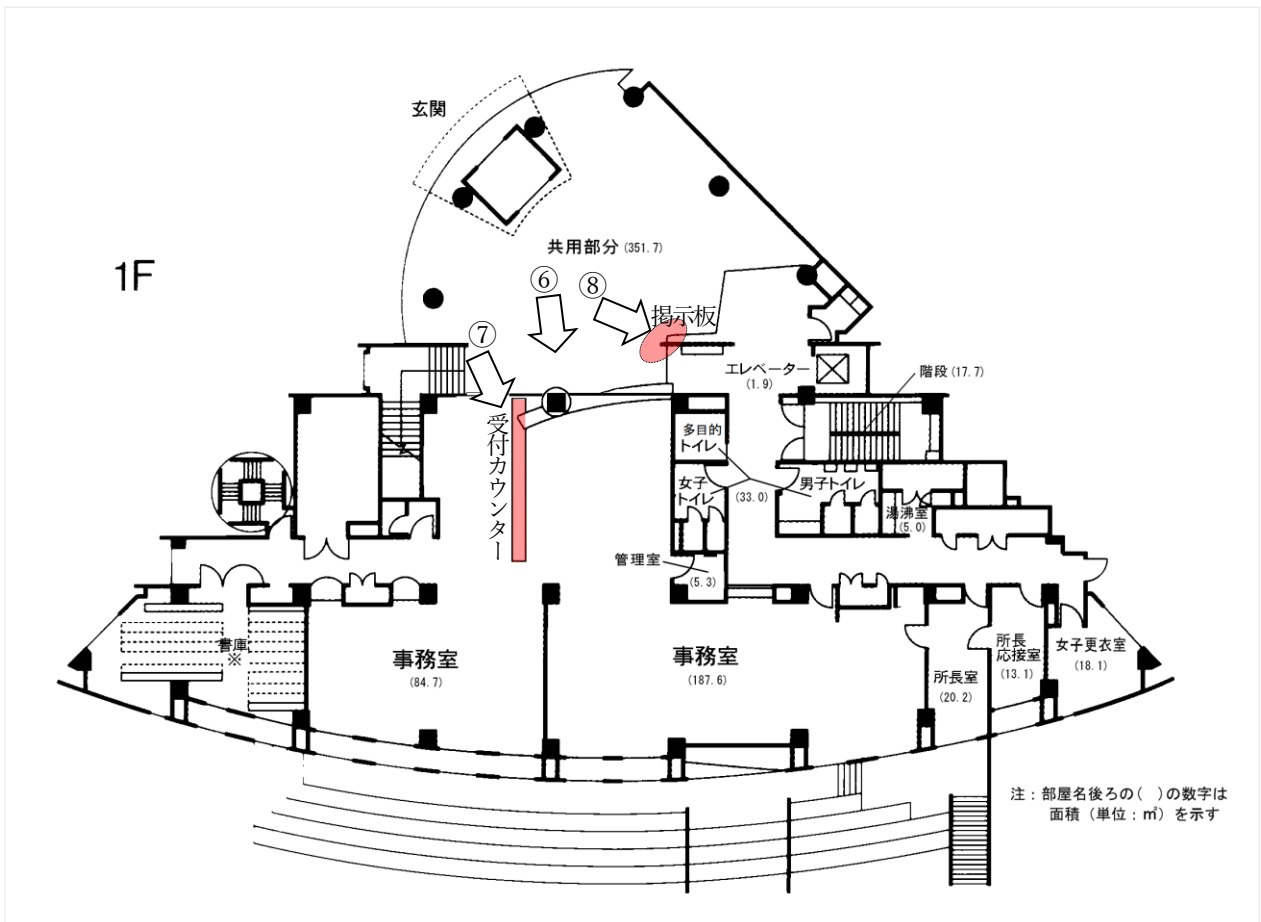 玄関
1F
共用部分(351.7)
⑥
⑧
掲示板
⑦
エレベーター
(1.9)
階段(17.7)
受付カウンター
多目的
トイレ
女子
トイレ
(33.0)
男子トイレ
湯沸室
(5.0)
管理室
(5.3)
書庫
※
事務室
(84.7)
事務室
(187.6)
所長室
(20.2)
所長
応接室
(13.1)
女子更衣室
(18.1)
注：部屋名後ろの( )の数字は
面積（単位：㎡）を示す